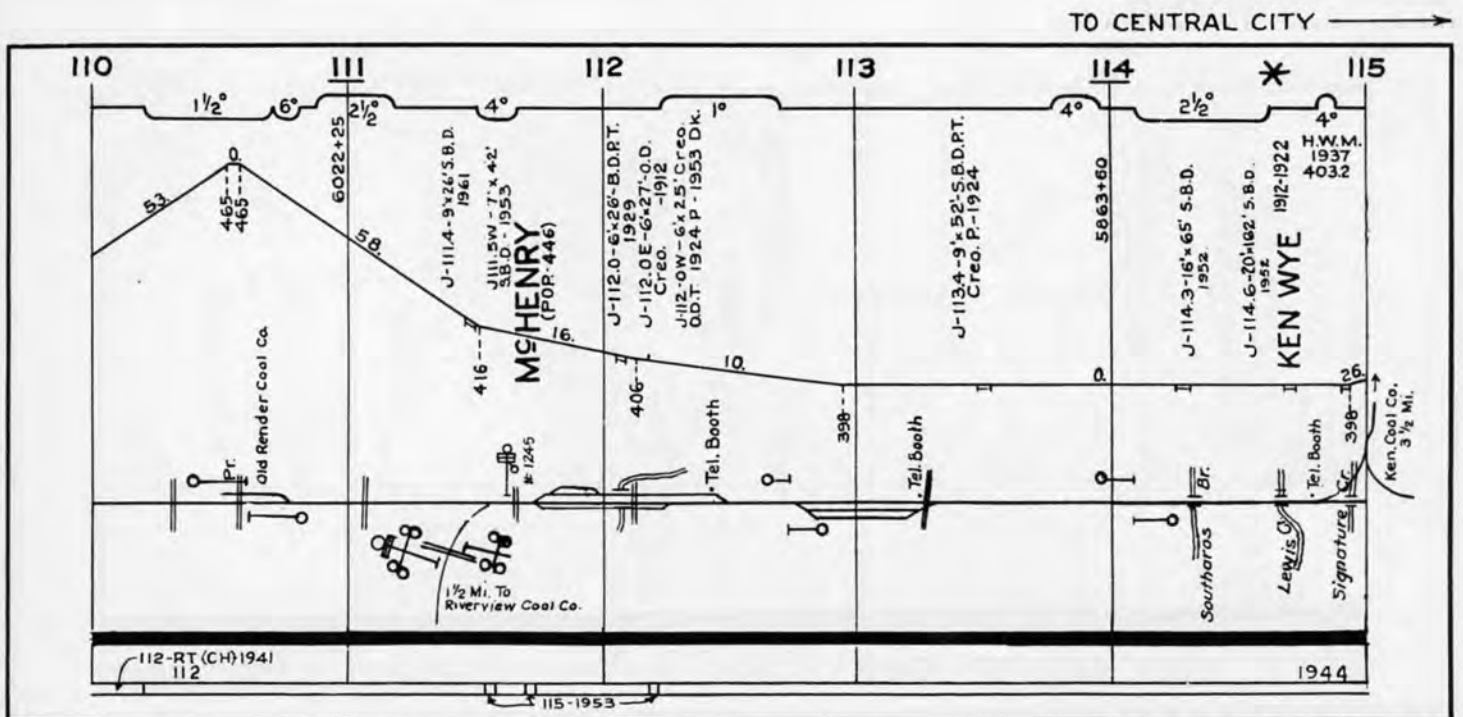 TO CENTRAL CITY
110 111 112 113 114 * 115
1½° 6° 2½° 4° 1° 4° 2½° 4°
H.W.M.
1937
403.2
53.
0.
465
465
6022+25
58.
J-111.4-9'x26' S.B.D.
1961
J111.5W-7'x42'
S.B.D.-1953
McHENRY
(POP. 446)
416
16.
J-112.0-6'x26'-B.D.P.T.
1929
J-112.0E-6'x27'-O.D.
Creo. -1912
J-112-0W-6'x25' Creo.
O.D.T. 1924 P-1953 DK.
406
10.
398
J-113.4-9'x52'-S.B.D.P.T.
Creo. P.-1924
5863+60
0.
J-114.3-16'x65' S.B.D.
1952
J-114.6-20'x162' S.B.D.
1952
KEN WYE 1912-1922
26.
398
Ken. Coal Co.
3½ Mi.
Pr.
Old Render Coal Co.
# 1245
Tel. Booth
Tel. Booth
Br.
Southards
Lewis Cr.
Tel. Booth
Signature Cr.
1½ Mi. To
Riverview Coal Co.
112-RT (CH) 1941
112
1944
115-1953